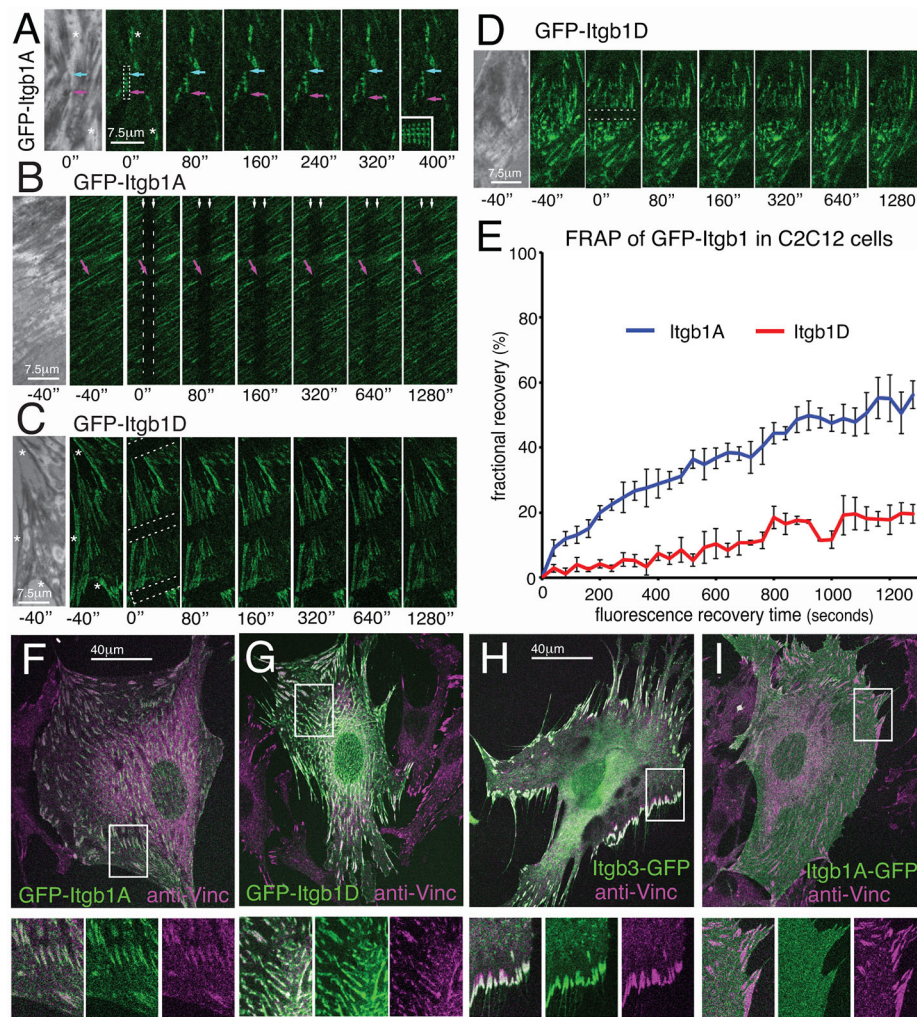 A
GFP-Itgb1A
*
*
*
*
7.5µm
0”
0”
80”
160”
240”
320”
400”
B
GFP-Itgb1A
7.5µm
-40”
-40”
0”
80”
160”
320”
640”
1280”
C
GFP-Itgb1D
*
*
*
*
*
*
7.5µm
-40”
-40”
0”
80”
160”
320”
640”
1280”
D
GFP-Itgb1D
7.5µm
-40”
-40”
0”
80”
160”
320”
640”
1280
E
FRAP of GFP-Itgb1 in C2C12 cells
Itgb1A
Itgb1D
fractional recovery (%)
100
80
60
40
20
0
0
200
400
600
800
1000
1200
fluorescence recovery time (seconds)
F
40µm
GFP-Itgb1A anti-Vinc
G
GFP-Itgb1D anti-Vinc
H
40µm
Itgb3-GFP
anti-Vinc
I
Itgb1A-GFP
anti-Vinc